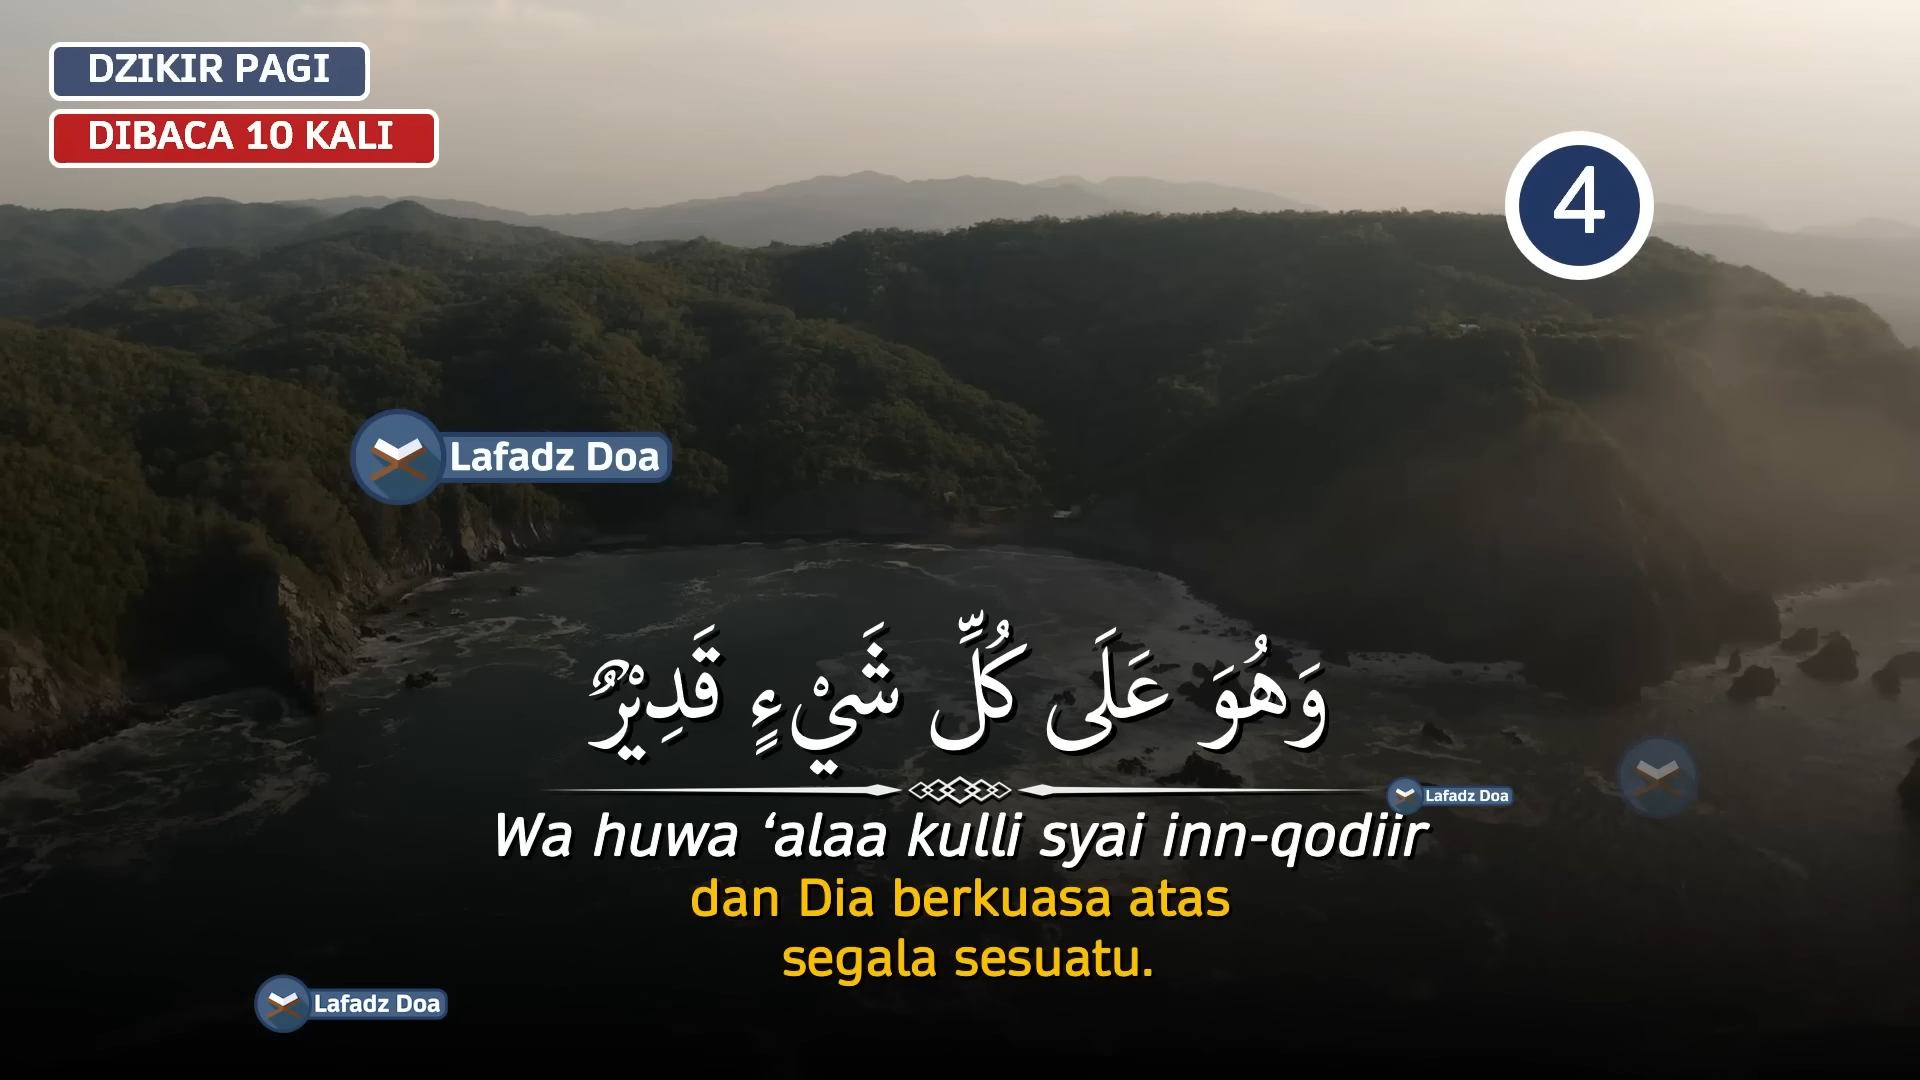 DZIKIR PAGI
DIBACA 10 KALI
4
Lafadz Doa
وَهُوَ عَلَى كُلِّ شَيْءٍ قَدِيْرٌ
Lafadz Doa
Wa huwa ‘alaa kulli syai inn-qodiir
dan Dia berkuasa atas
segala sesuatu.
Lafadz Doa